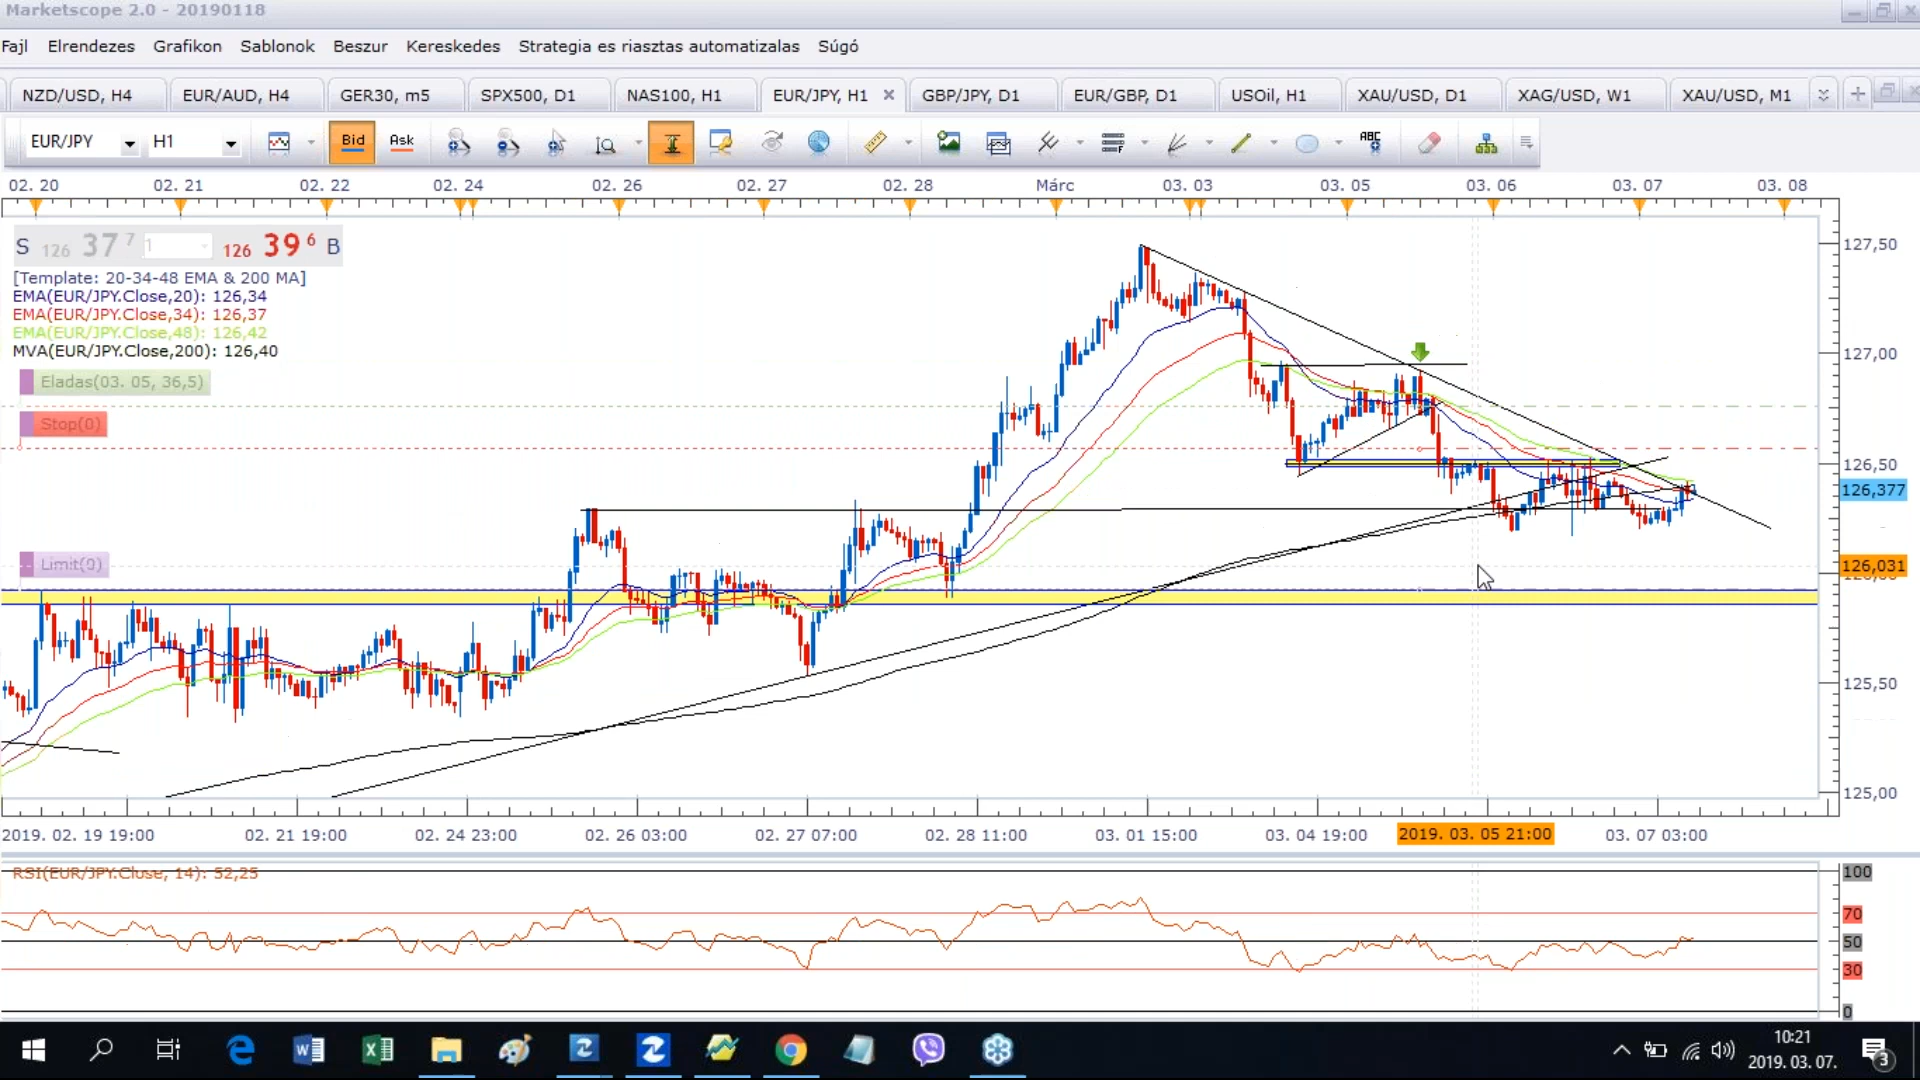 Marketscope 2.0 - 20190118
Fajl Elrendezes Grafikon Sablonok Beszur Kereskedes Strategia es riasztas automatizalas Súgó
NZD/USD, H4 EUR/AUD, H4 GER30, m5 SPX500, D1 NAS100, H1 EUR/JPY, H1 GBP/JPY, D1 EUR/GBP, D1 USOil, H1 XAU/USD, D1 XAG/USD, W1 XAU/USD, M1
EUR/JPY H1 Bid Ask ABC
02. 20 02. 21 02. 22 02. 24 02. 26 02. 27 02. 28 Márc 03. 03 03. 05 03. 06 03. 07 03. 08
S 126 37 7 1 126 39 6 B
[Template: 20-34-48 EMA & 200 MA]
EMA(EUR/JPY.Close,20): 126,34
EMA(EUR/JPY.Close,34): 126,37
EMA(EUR/JPY.Close,48): 126,42
MVA(EUR/JPY.Close,200): 126,40
Eladas(03. 05, 36,5)
Stop(0)
Limit(0)
127,50
127,00
126,50
126,377
126,031
125,50
125,00
2019. 02. 19 19:00 02. 21 19:00 02. 24 23:00 02. 26 03:00 02. 27 07:00 02. 28 11:00 03. 01 15:00 03. 04 19:00 2019. 03. 05 21:00 03. 07 03:00
RSI(EUR/JPY.Close, 14): 52,25
100
70
50
30
0
10:21
2019. 03. 07.
3